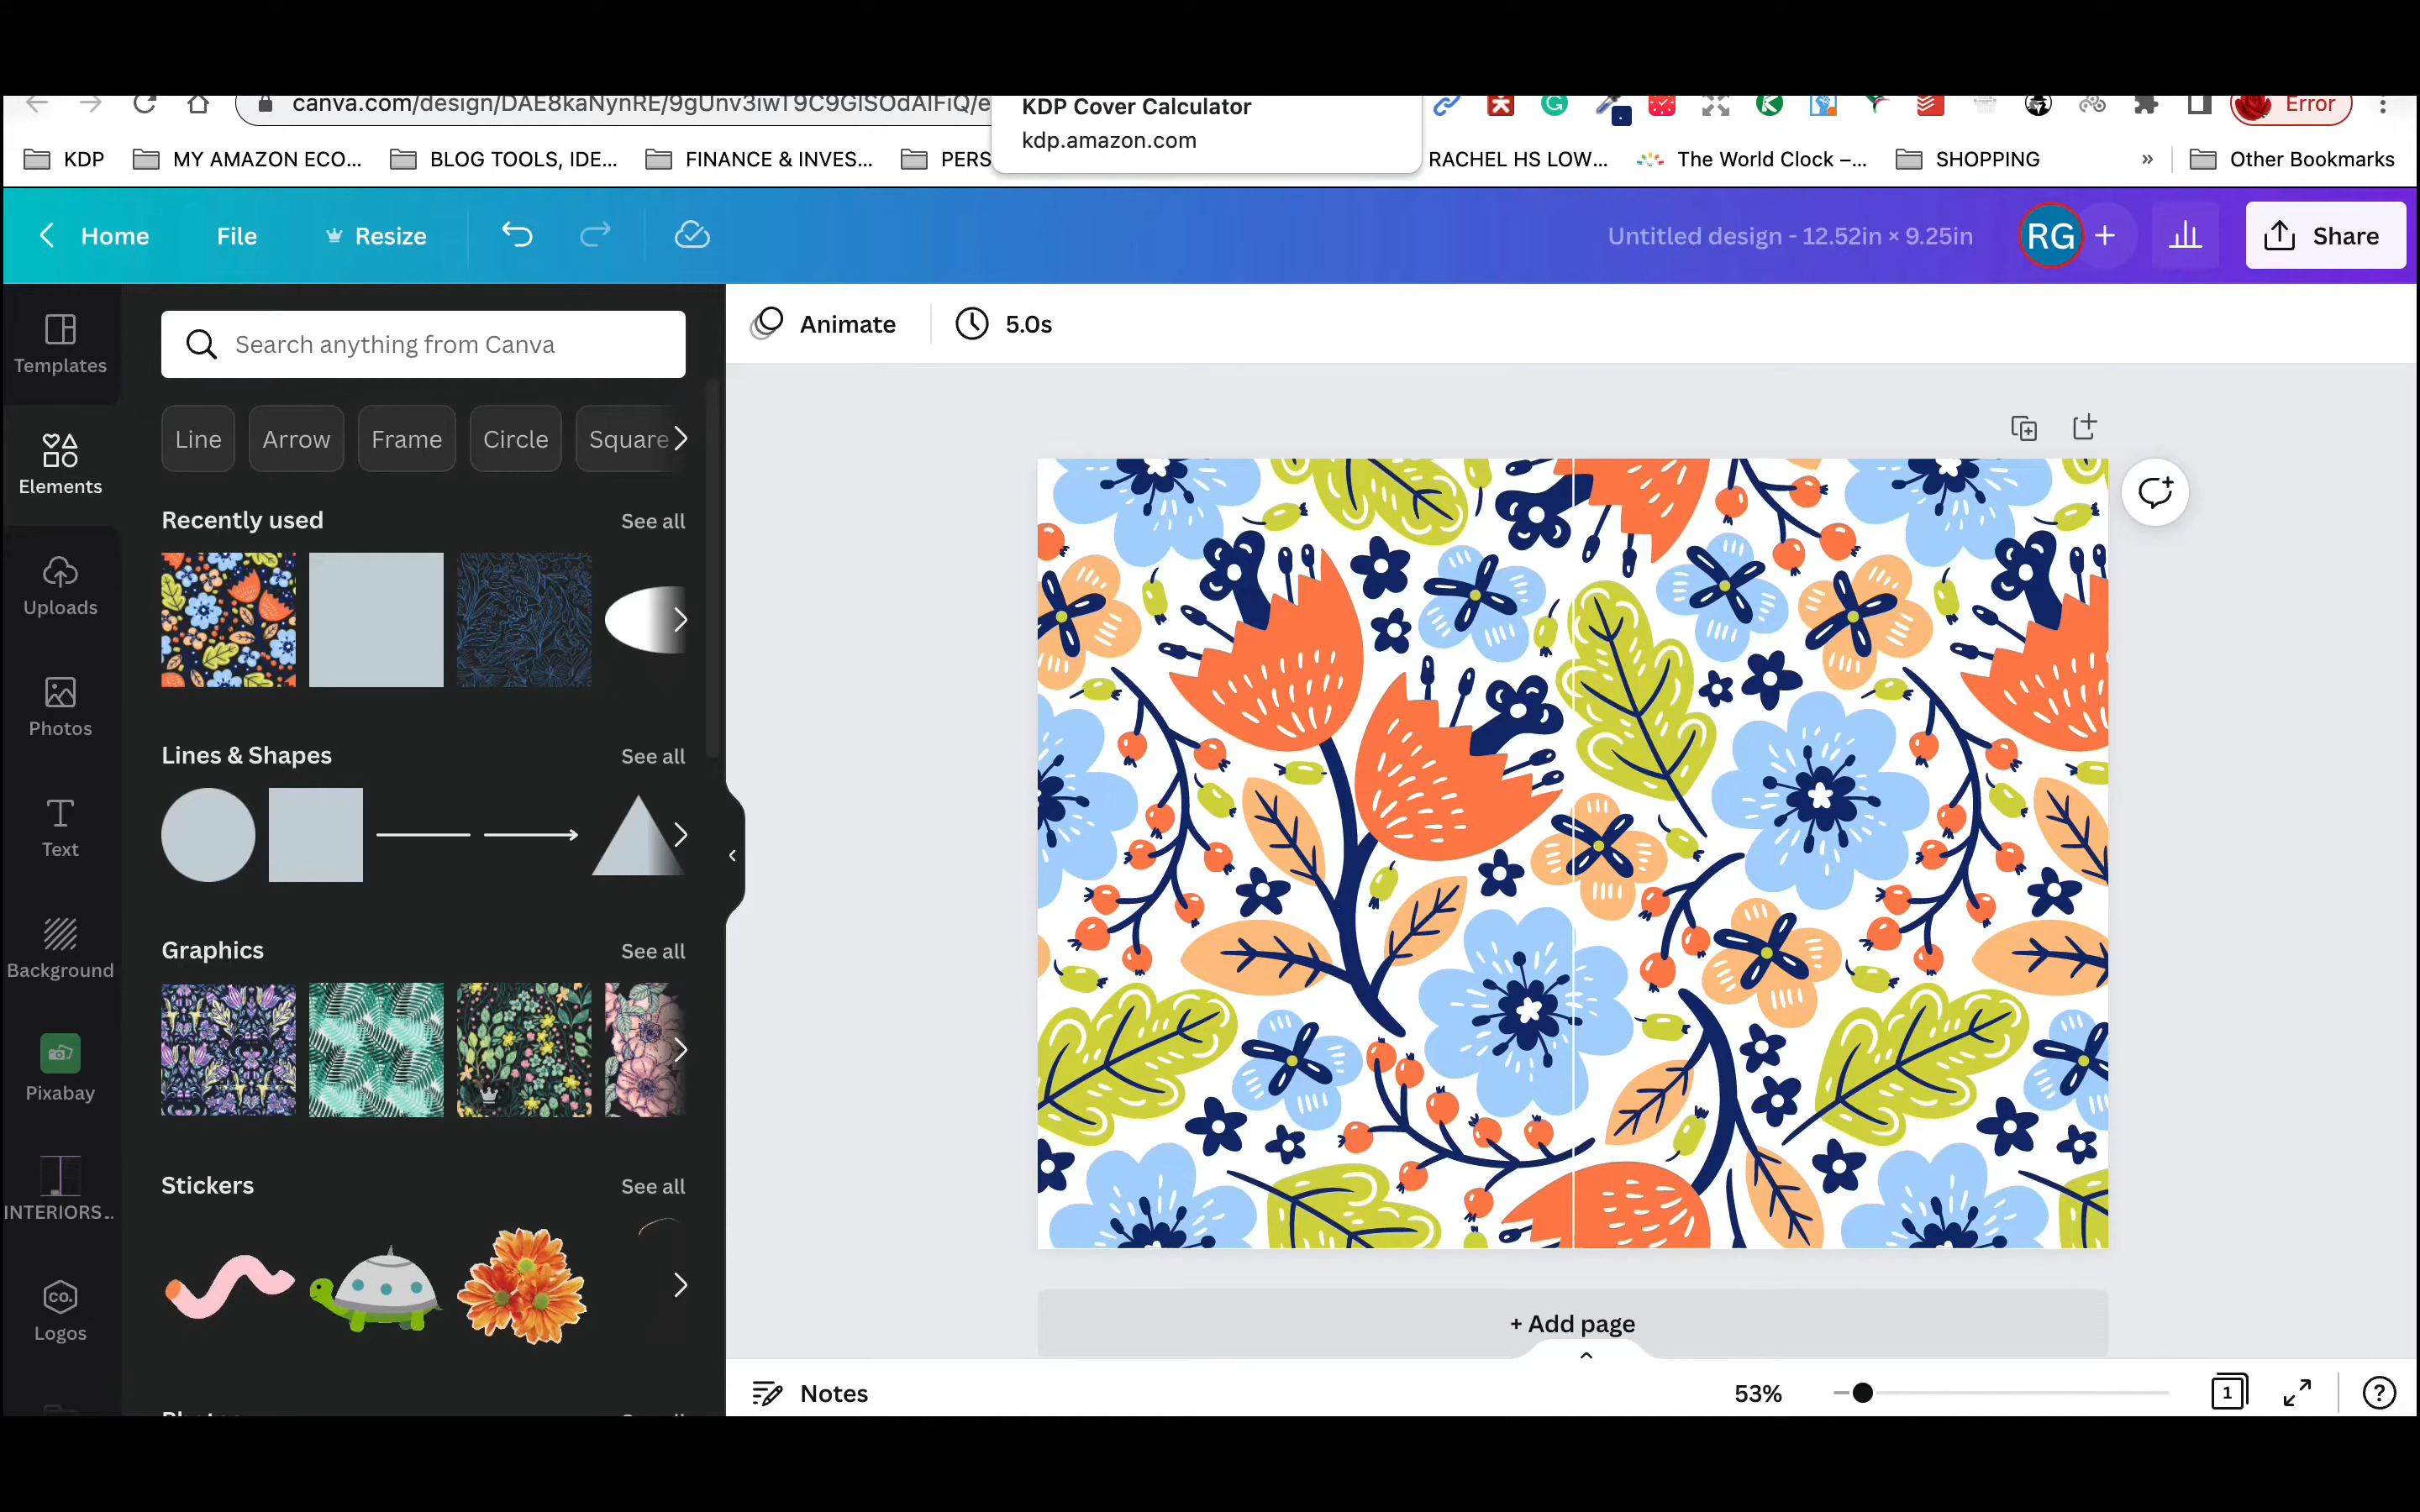 canva.com/design/DAE8kaNynRE/9gUnv3iwT9C9GlSOdAIFiQ/e
KDP Cover Calculator
kdp.amazon.com
Error
KDP
MY AMAZON ECO...
BLOG TOOLS, IDE...
FINANCE & INVES...
PERS
RACHEL HS LOW...
The World Clock –...
SHOPPING
»
Other Bookmarks
Home
File
Resize
Untitled design - 12.52in × 9.25in
RG
+
Share
Templates
Elements
Uploads
Photos
Text
Background
Pixabay
INTERIORS...
CO.
Logos
Search anything from Canva
Line
Arrow
Frame
Circle
Square
Recently used
See all
Lines & Shapes
See all
Graphics
See all
Stickers
See all
Animate
5.0s
+ Add page
Notes
53%
1
?